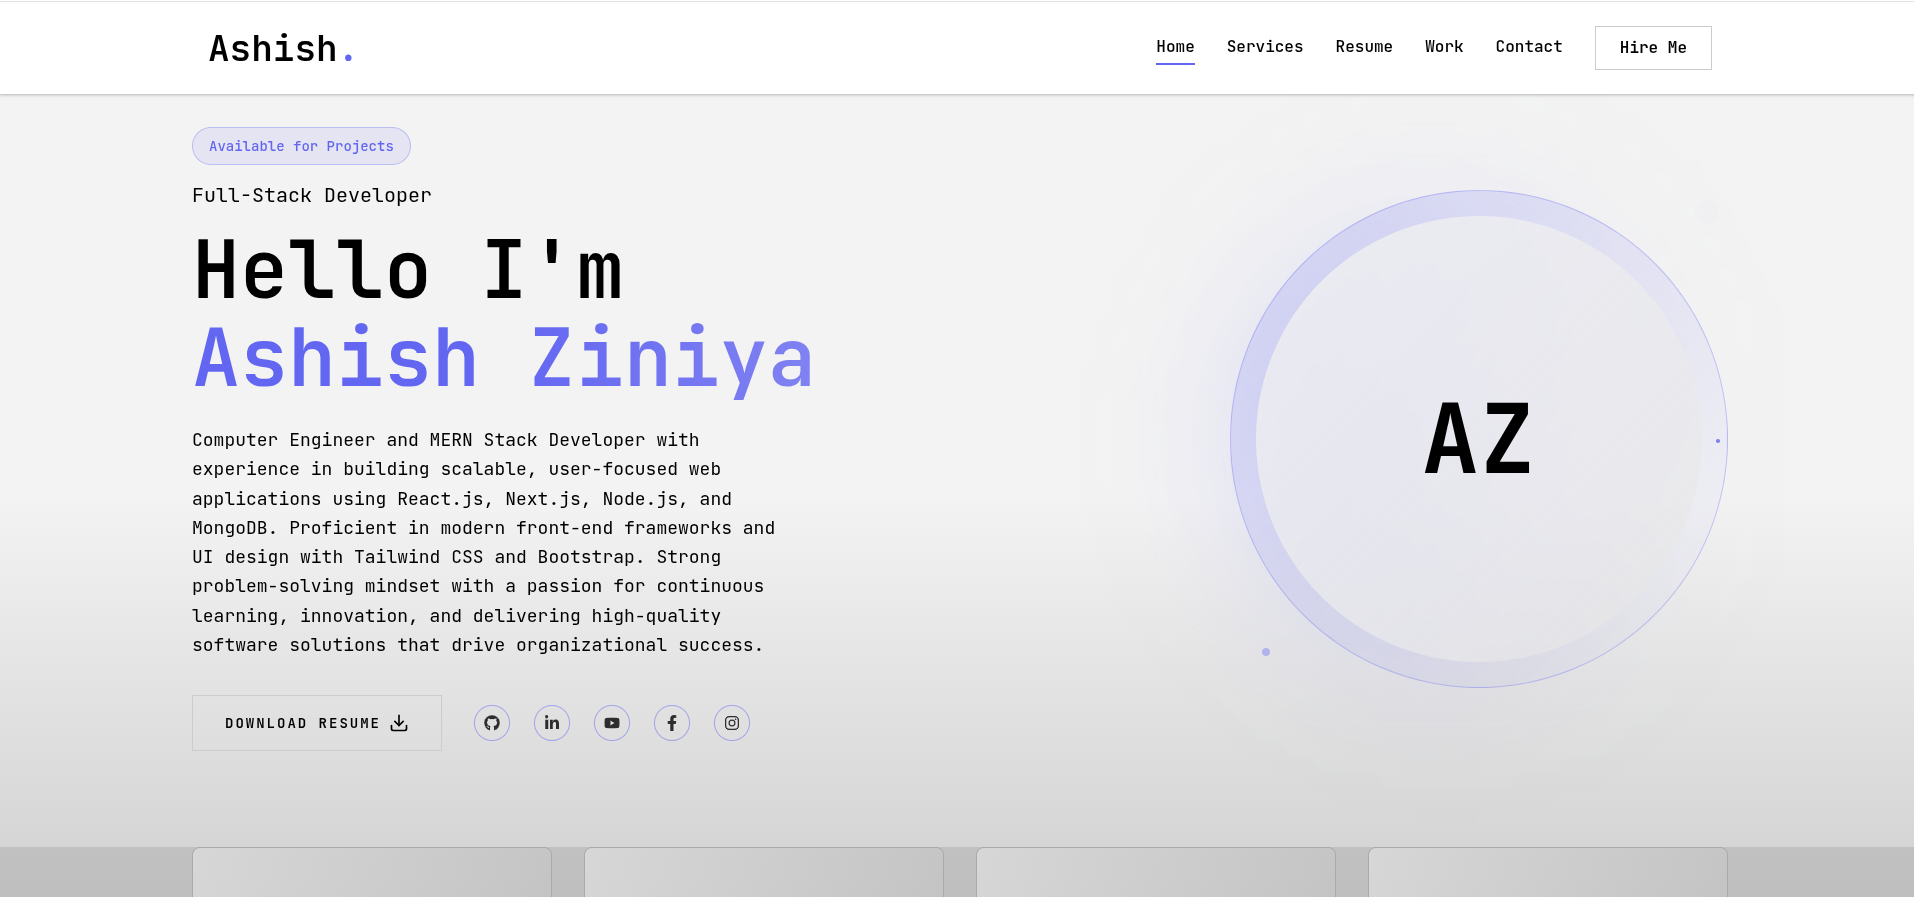 Ashish.
Home Services Resume Work Contact Hire Me
Available for Projects
Full-Stack Developer
Hello I'm
Ashish Ziniya
AZ
Computer Engineer and MERN Stack Developer with
experience in building scalable, user-focused web
applications using React.js, Next.js, Node.js, and
MongoDB. Proficient in modern front-end frameworks and
UI design with Tailwind CSS and Bootstrap. Strong
problem-solving mindset with a passion for continuous
learning, innovation, and delivering high-quality
software solutions that drive organizational success.
DOWNLOAD RESUME